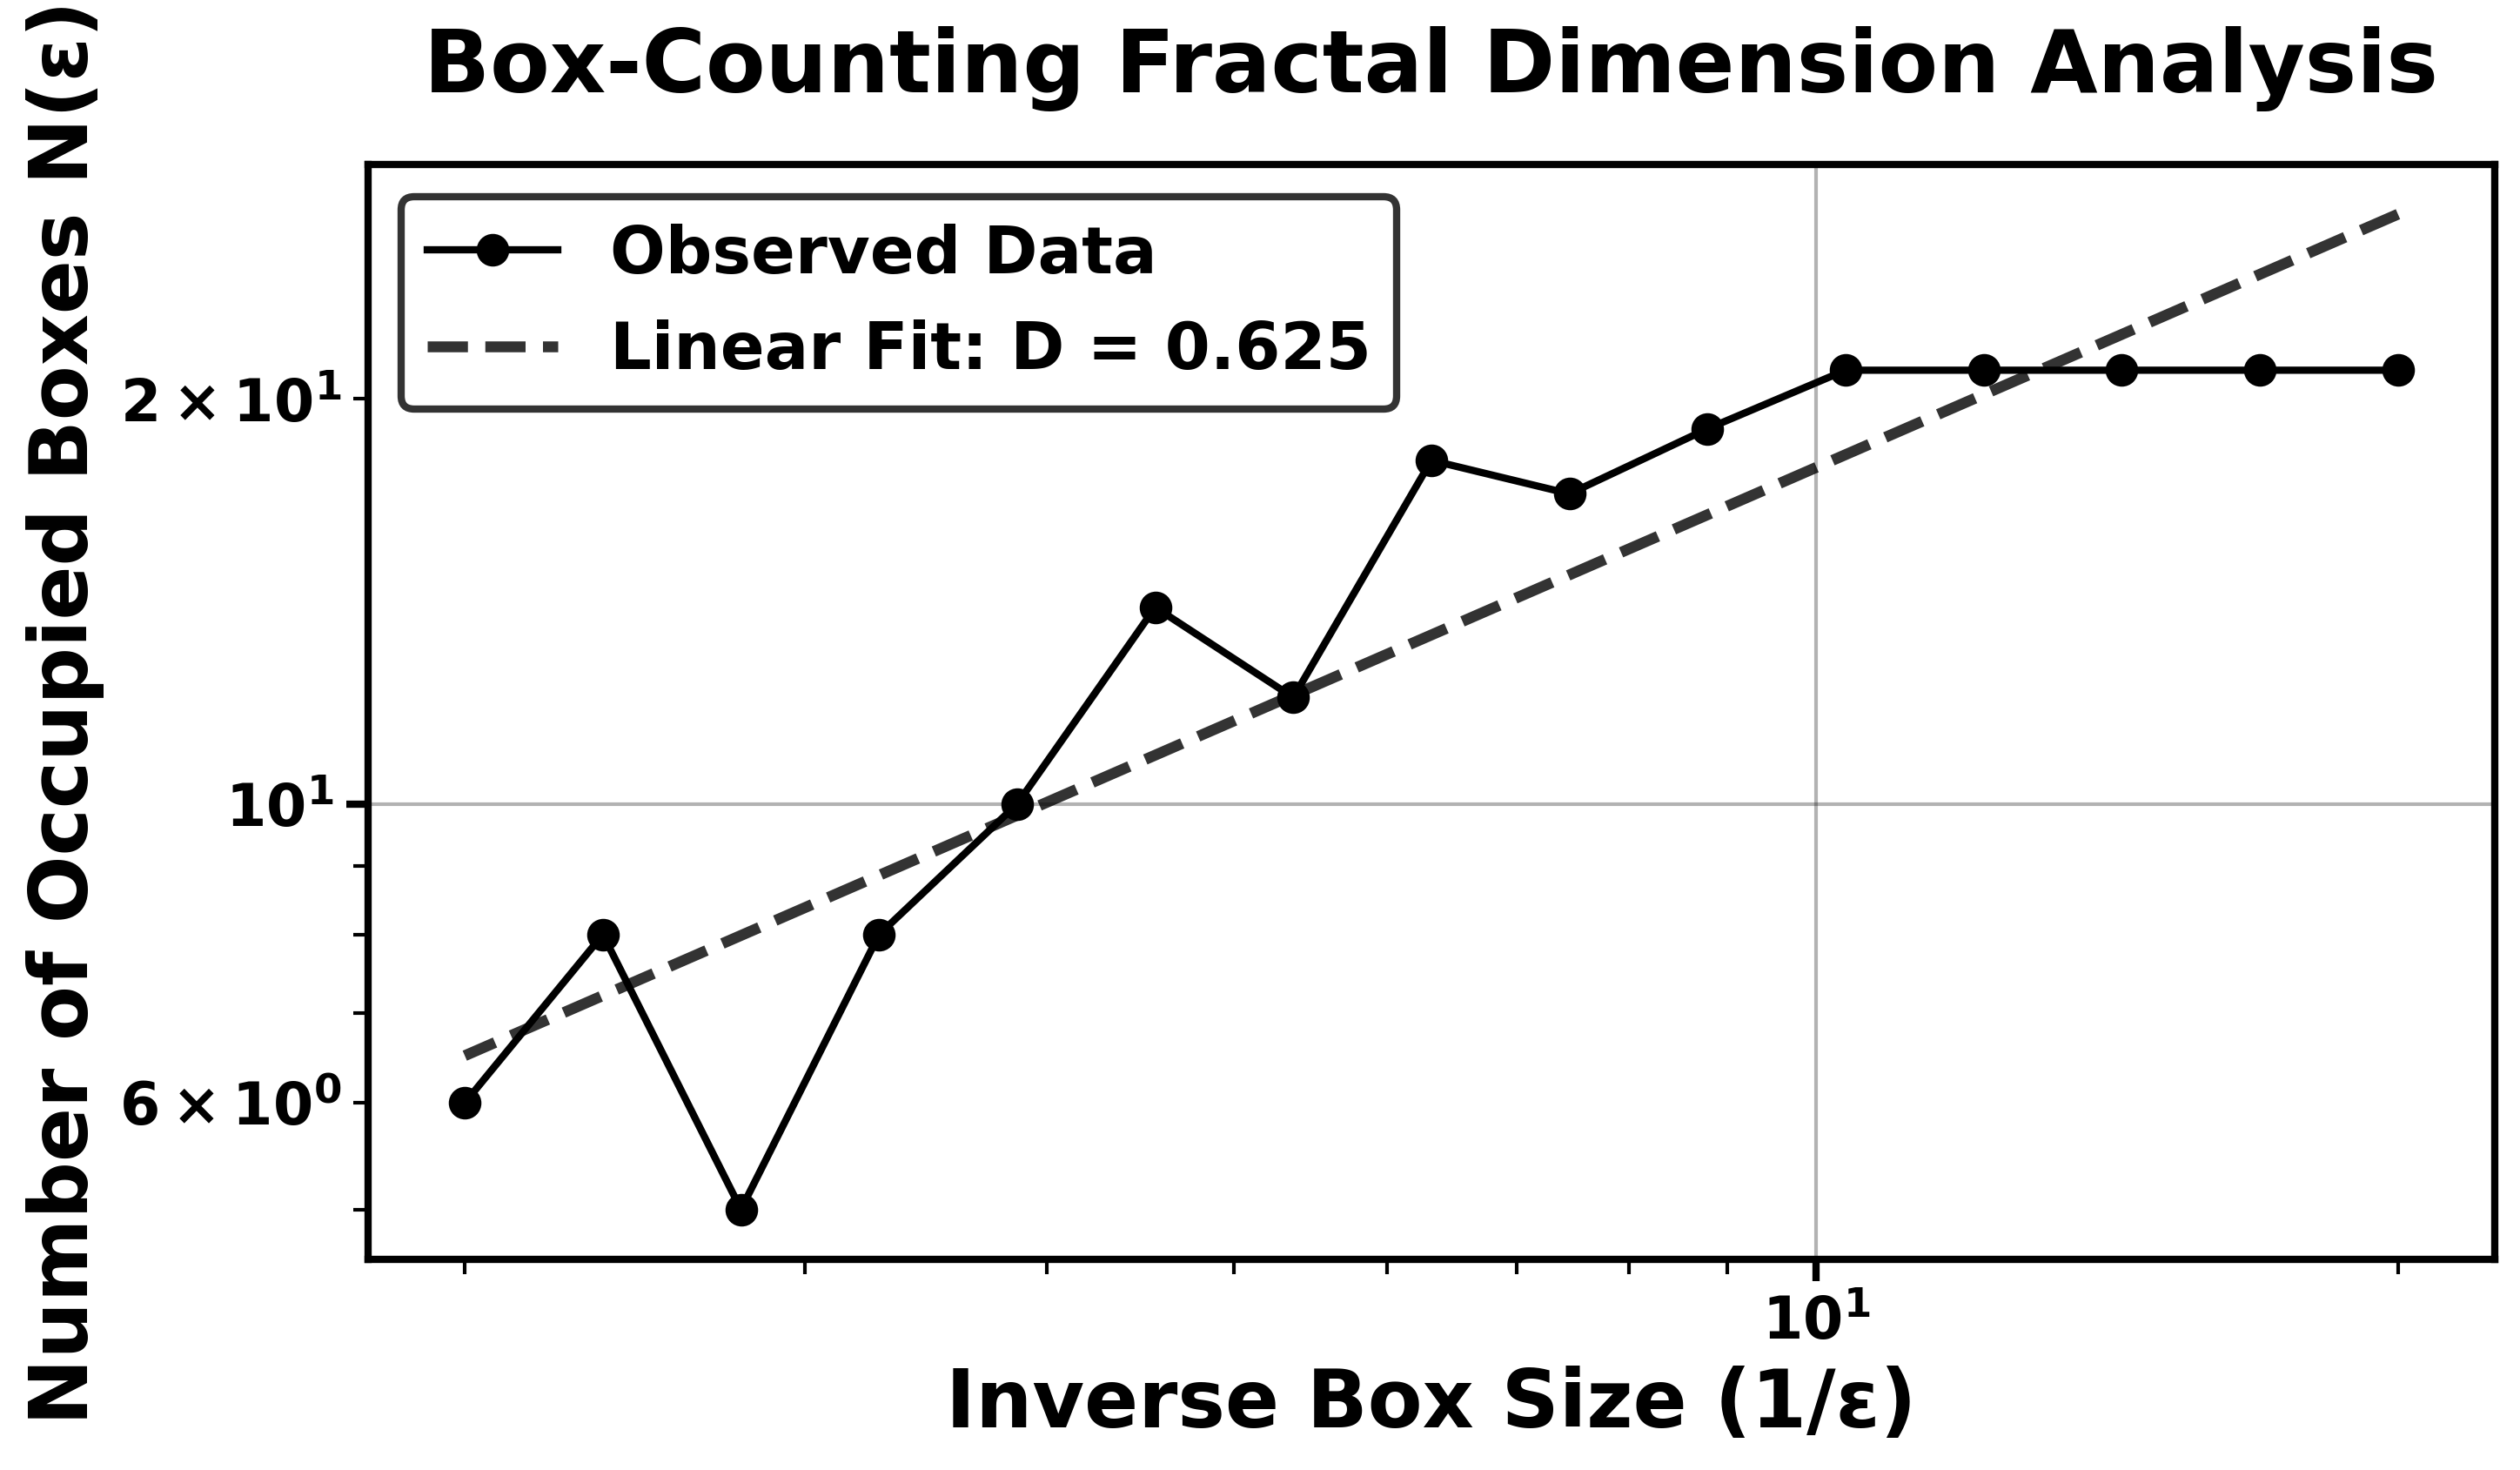 Box-Counting Fractal Dimension Analysis
Number of Occupied Boxes N(ε)
Observed Data
Linear Fit: D = 0.625
2 × 10¹
10¹
6 × 10⁰
10¹
Inverse Box Size (1/ε)